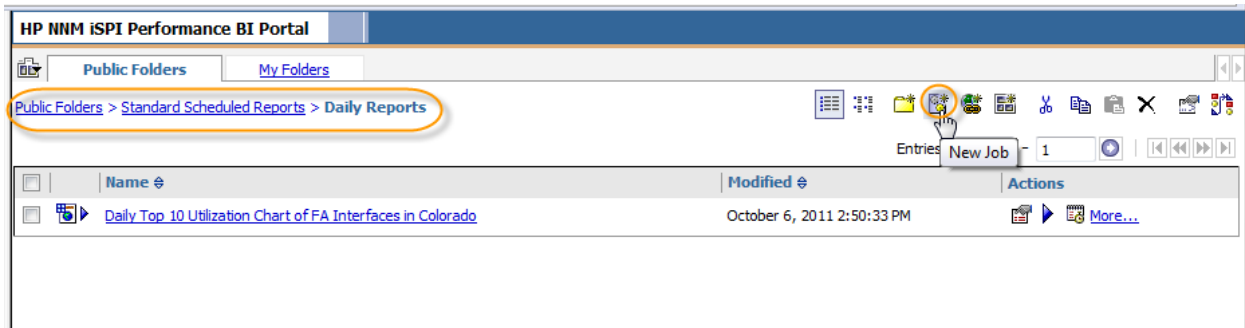 HP NNM iSPI Performance BI Portal
Public Folders My Folders
Public Folders > Standard Scheduled Reports > Daily Reports
New Job
Entries - 1
Name Modified Actions
Daily Top 10 Utilization Chart of FA Interfaces in Colorado October 6, 2011 2:50:33 PM More...